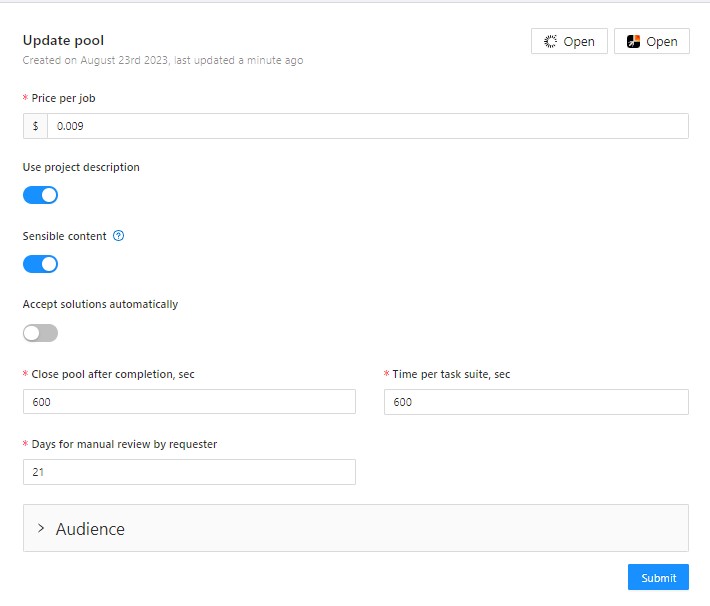 Update pool
Open
Open
Created on August 23rd 2023, last updated a minute ago
* Price per job
$ 0.009
Use project description
Sensible content ?
Accept solutions automatically
* Close pool after completion, sec
* Time per task suite, sec
600
600
* Days for manual review by requester
21
> Audience
Submit